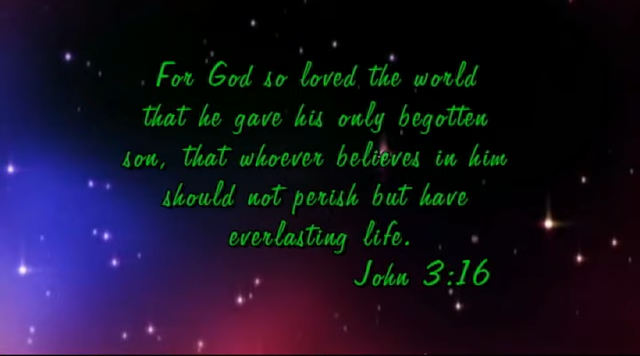 For God so loved the world
that he gave his only begotten
son, that whoever believes in him
should not perish but have
everlasting life.
John 3:16